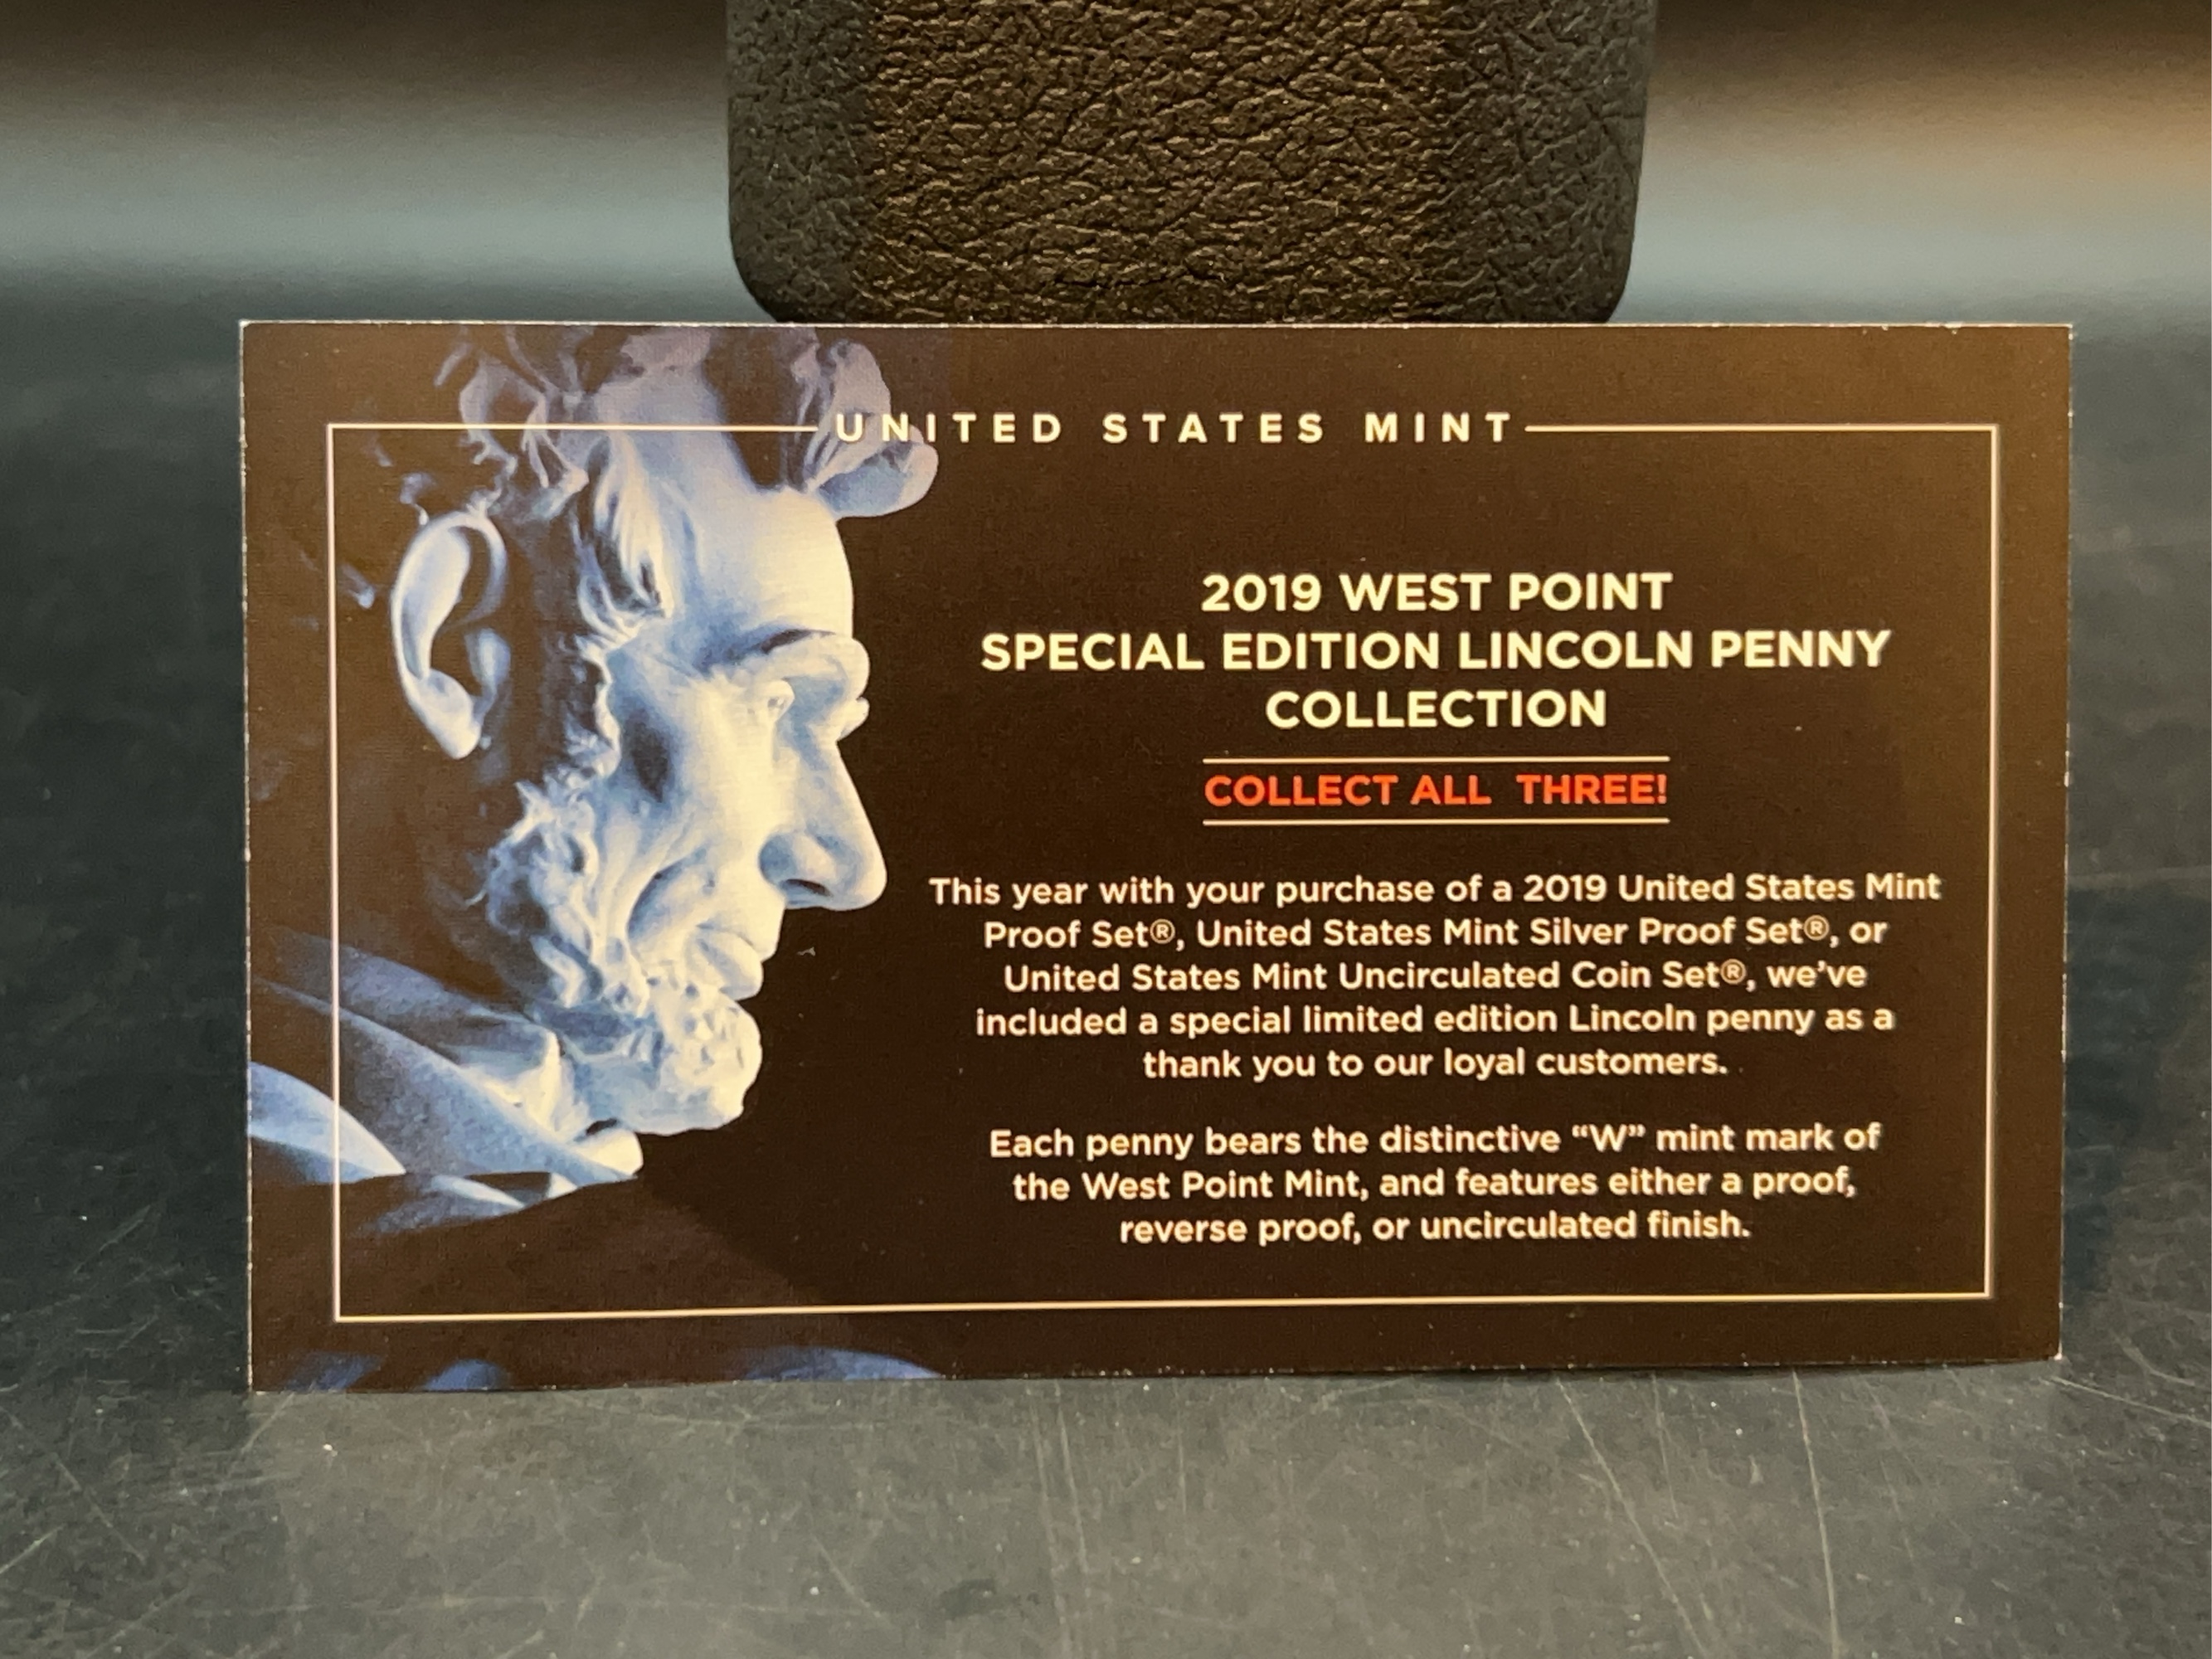 UNITED STATES MINT
2019 WEST POINT
SPECIAL EDITION LINCOLN PENNY
COLLECTION
COLLECT ALL THREE!
This year with your purchase of a 2019 United States Mint
Proof Set®, United States Mint Silver Proof Set®, or
United States Mint Uncirculated Coin Set®, we’ve
included a special limited edition Lincoln penny as a
thank you to our loyal customers.
Each penny bears the distinctive “W” mint mark of
the West Point Mint, and features either a proof,
reverse proof, or uncirculated finish.